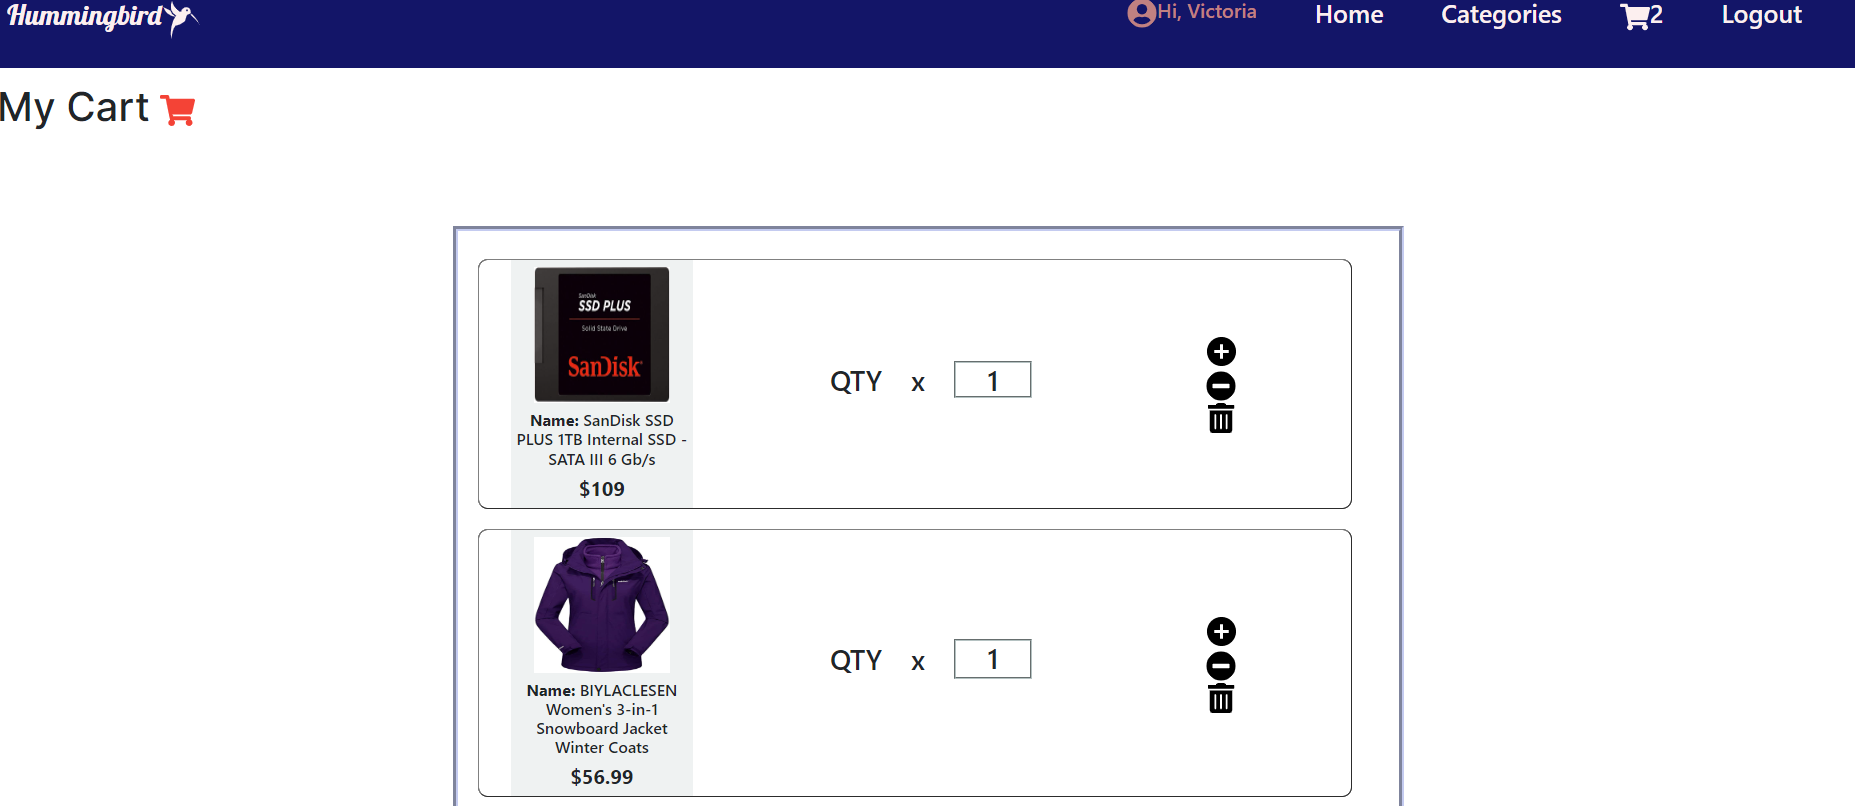 Hummingbird
Hi, Victoria
Home
Categories
2
Logout
My Cart
SanDisk
SSD PLUS
Solid State Drive
SanDisk
Name: SanDisk SSD
PLUS 1TB Internal SSD -
SATA III 6 Gb/s
$109
QTY x 1
Name: BIYLACLESEN
Women's 3-in-1
Snowboard Jacket
Winter Coats
$56.99
QTY x 1